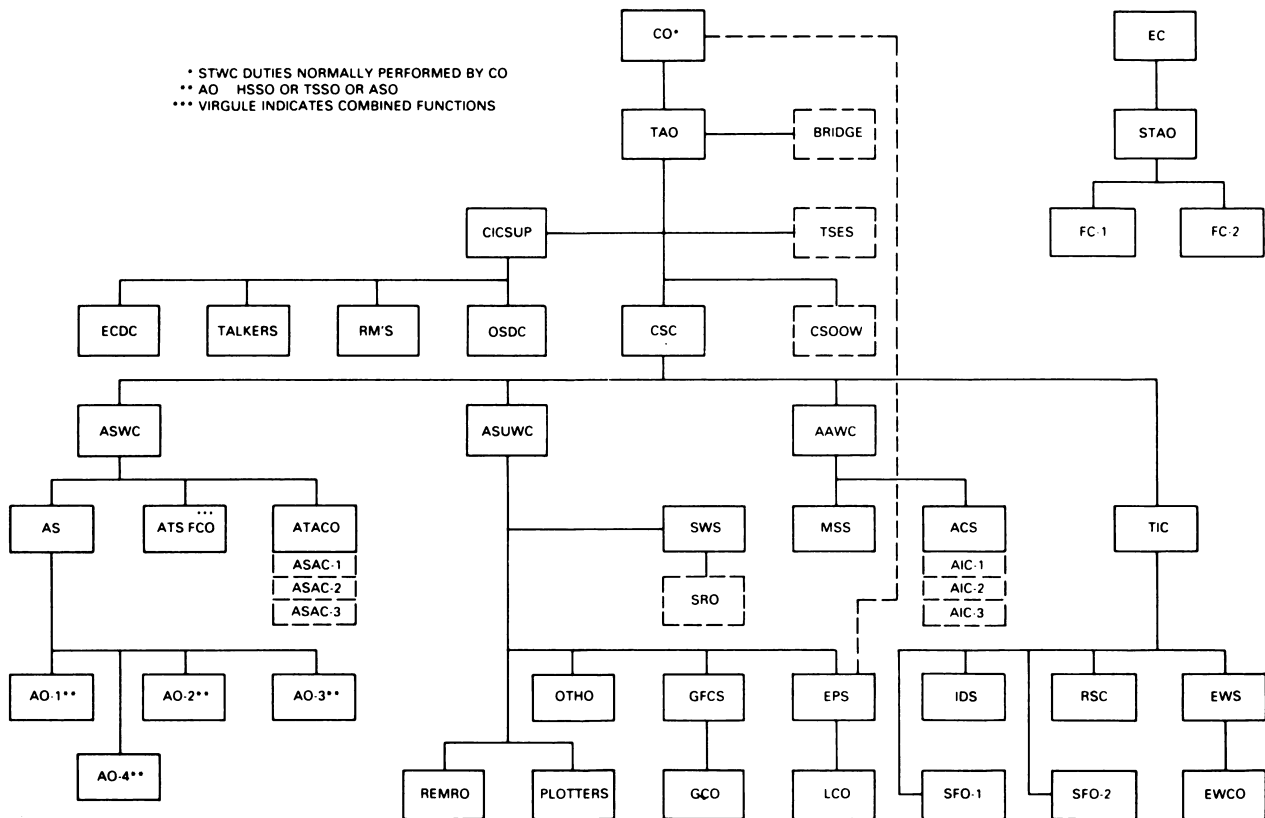 CO*
EC
* STWC DUTIES NORMALLY PERFORMED BY CO
** AO HSSO OR TSSO OR ASO
*** VIRGULE INDICATES COMBINED FUNCTIONS
TAO
BRIDGE
STAO
CICSUP
TSES
FC-1
FC-2
ECDC
TALKERS
RM'S
OSDC
CSC
CSOOW
ASWC
ASUWC
AAWC
AS
ATS FCO***
ATACO
SWS
MSS
ACS
TIC
ASAC-1
ASAC-2
ASAC-3
SRO
AIC-1
AIC-2
AIC-3
AO-1**
AO-2**
AO-3**
OTHO
GFCS
EPS
IDS
RSC
EWS
AO-4**
REMRO
PLOTTERS
GCO
LCO
SFO-1
SFO-2
EWCO